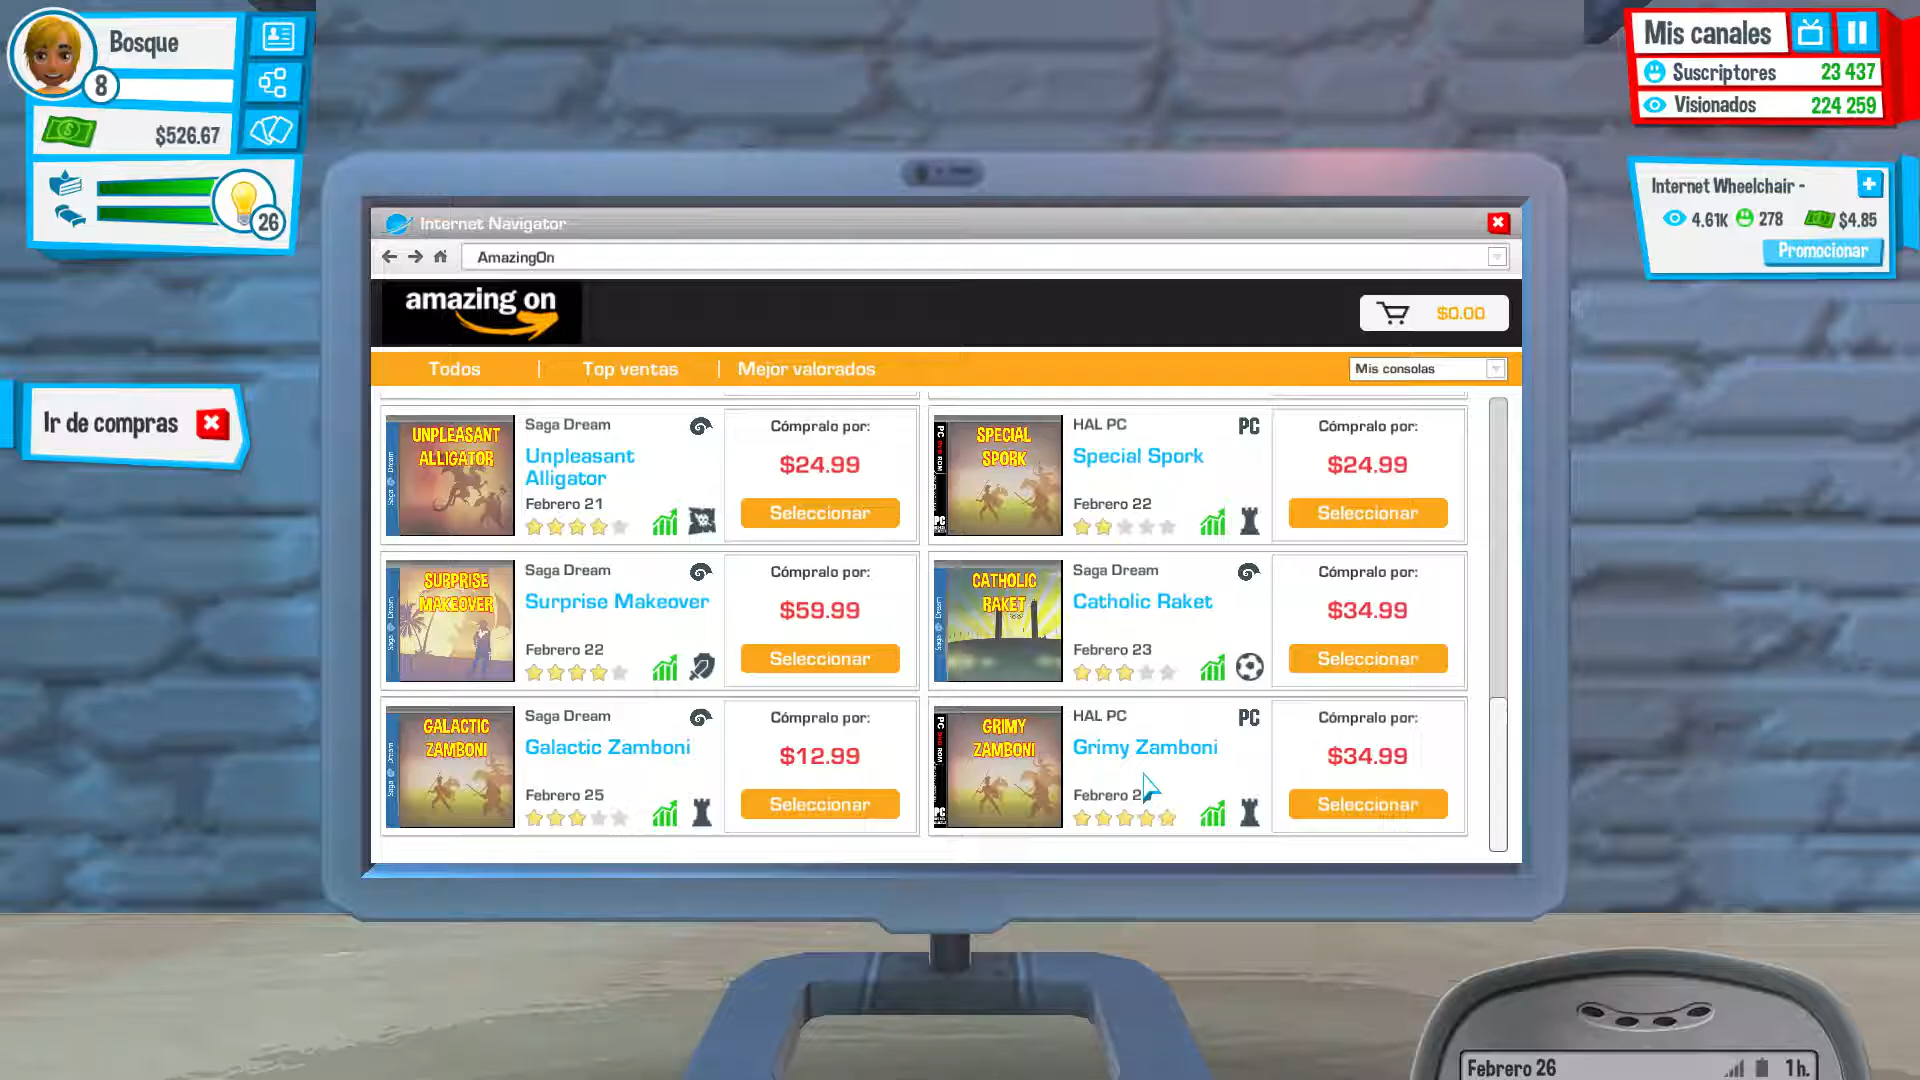 Bosque
8
$526.67
26
Mis canales
Suscriptores 23 437
Visionados 224 259
Internet Wheelchair -
4.61K 278 $4.85
Promocionar
Ir de compras
Internet Navigator
AmazingOn
amazing on
$0.00
Todos | Top ventas | Mejor valorados
Mis consolas
UNPLEASANT
ALLIGATOR
Saga Dream
Unpleasant
Alligator
Febrero 21
Cómpralo por:
$24.99
Seleccionar
SPECIAL
SPORK
HAL PC
PC
Special Spork
Febrero 22
Cómpralo por:
$24.99
Seleccionar
SURPRISE
MAKEOVER
Saga Dream
Surprise Makeover
Febrero 22
Cómpralo por:
$59.99
Seleccionar
CATHOLIC
RAKET
Saga Dream
Catholic Raket
Febrero 23
Cómpralo por:
$34.99
Seleccionar
GALACTIC
ZAMBONI
Saga Dream
Galactic Zamboni
Febrero 25
Cómpralo por:
$12.99
Seleccionar
GRIMY
ZAMBONI
HAL PC
PC
Grimy Zamboni
Febrero
Cómpralo por:
$34.99
Seleccionar
Febrero 26
1h.